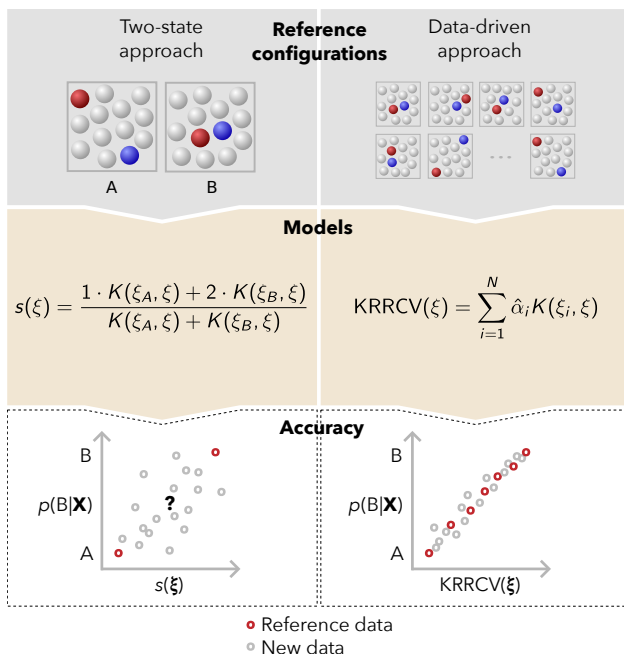 Two-state
approach
Reference
configurations
Data-driven
approach
A
B
...
Models
s(ξ) = (1 · K(ξ_A, ξ) + 2 · K(ξ_B, ξ)) / (K(ξ_A, ξ) + K(ξ_B, ξ))
KRRCV(ξ) = ∑_{i=1}^{N} α̂_i K(ξ_i, ξ)
Accuracy
B
p(B|X)
A
?
s(ξ)
B
p(B|X)
A
KRRCV(ξ)
Reference data
New data